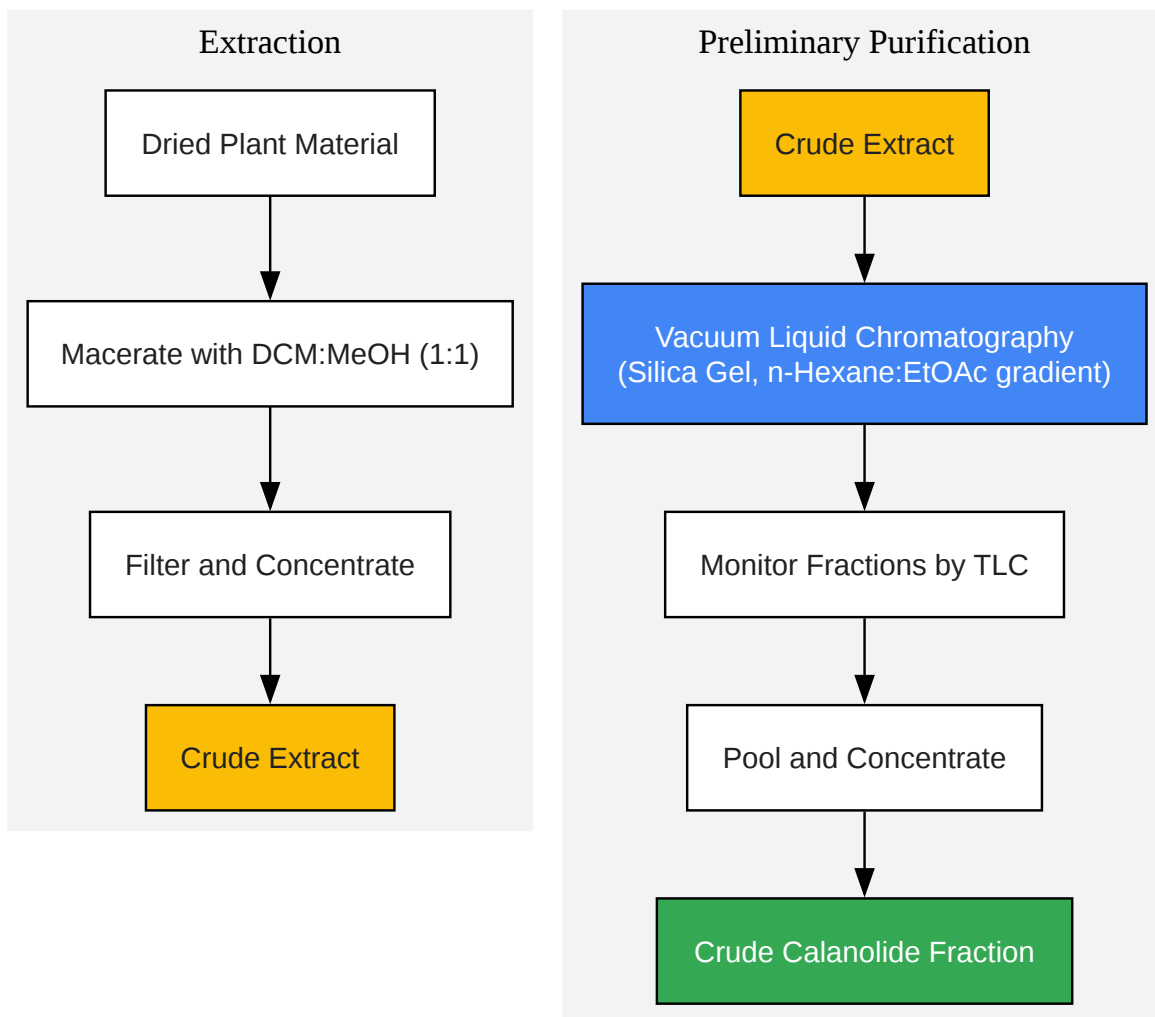 Extraction
Dried Plant Material
Macerate with DCM:MeOH (1:1)
Filter and Concentrate
Crude Extract
Preliminary Purification
Crude Extract
Vacuum Liquid Chromatography
(Silica Gel, n-Hexane:EtOAc gradient)
Monitor Fractions by TLC
Pool and Concentrate
Crude Calanolide Fraction